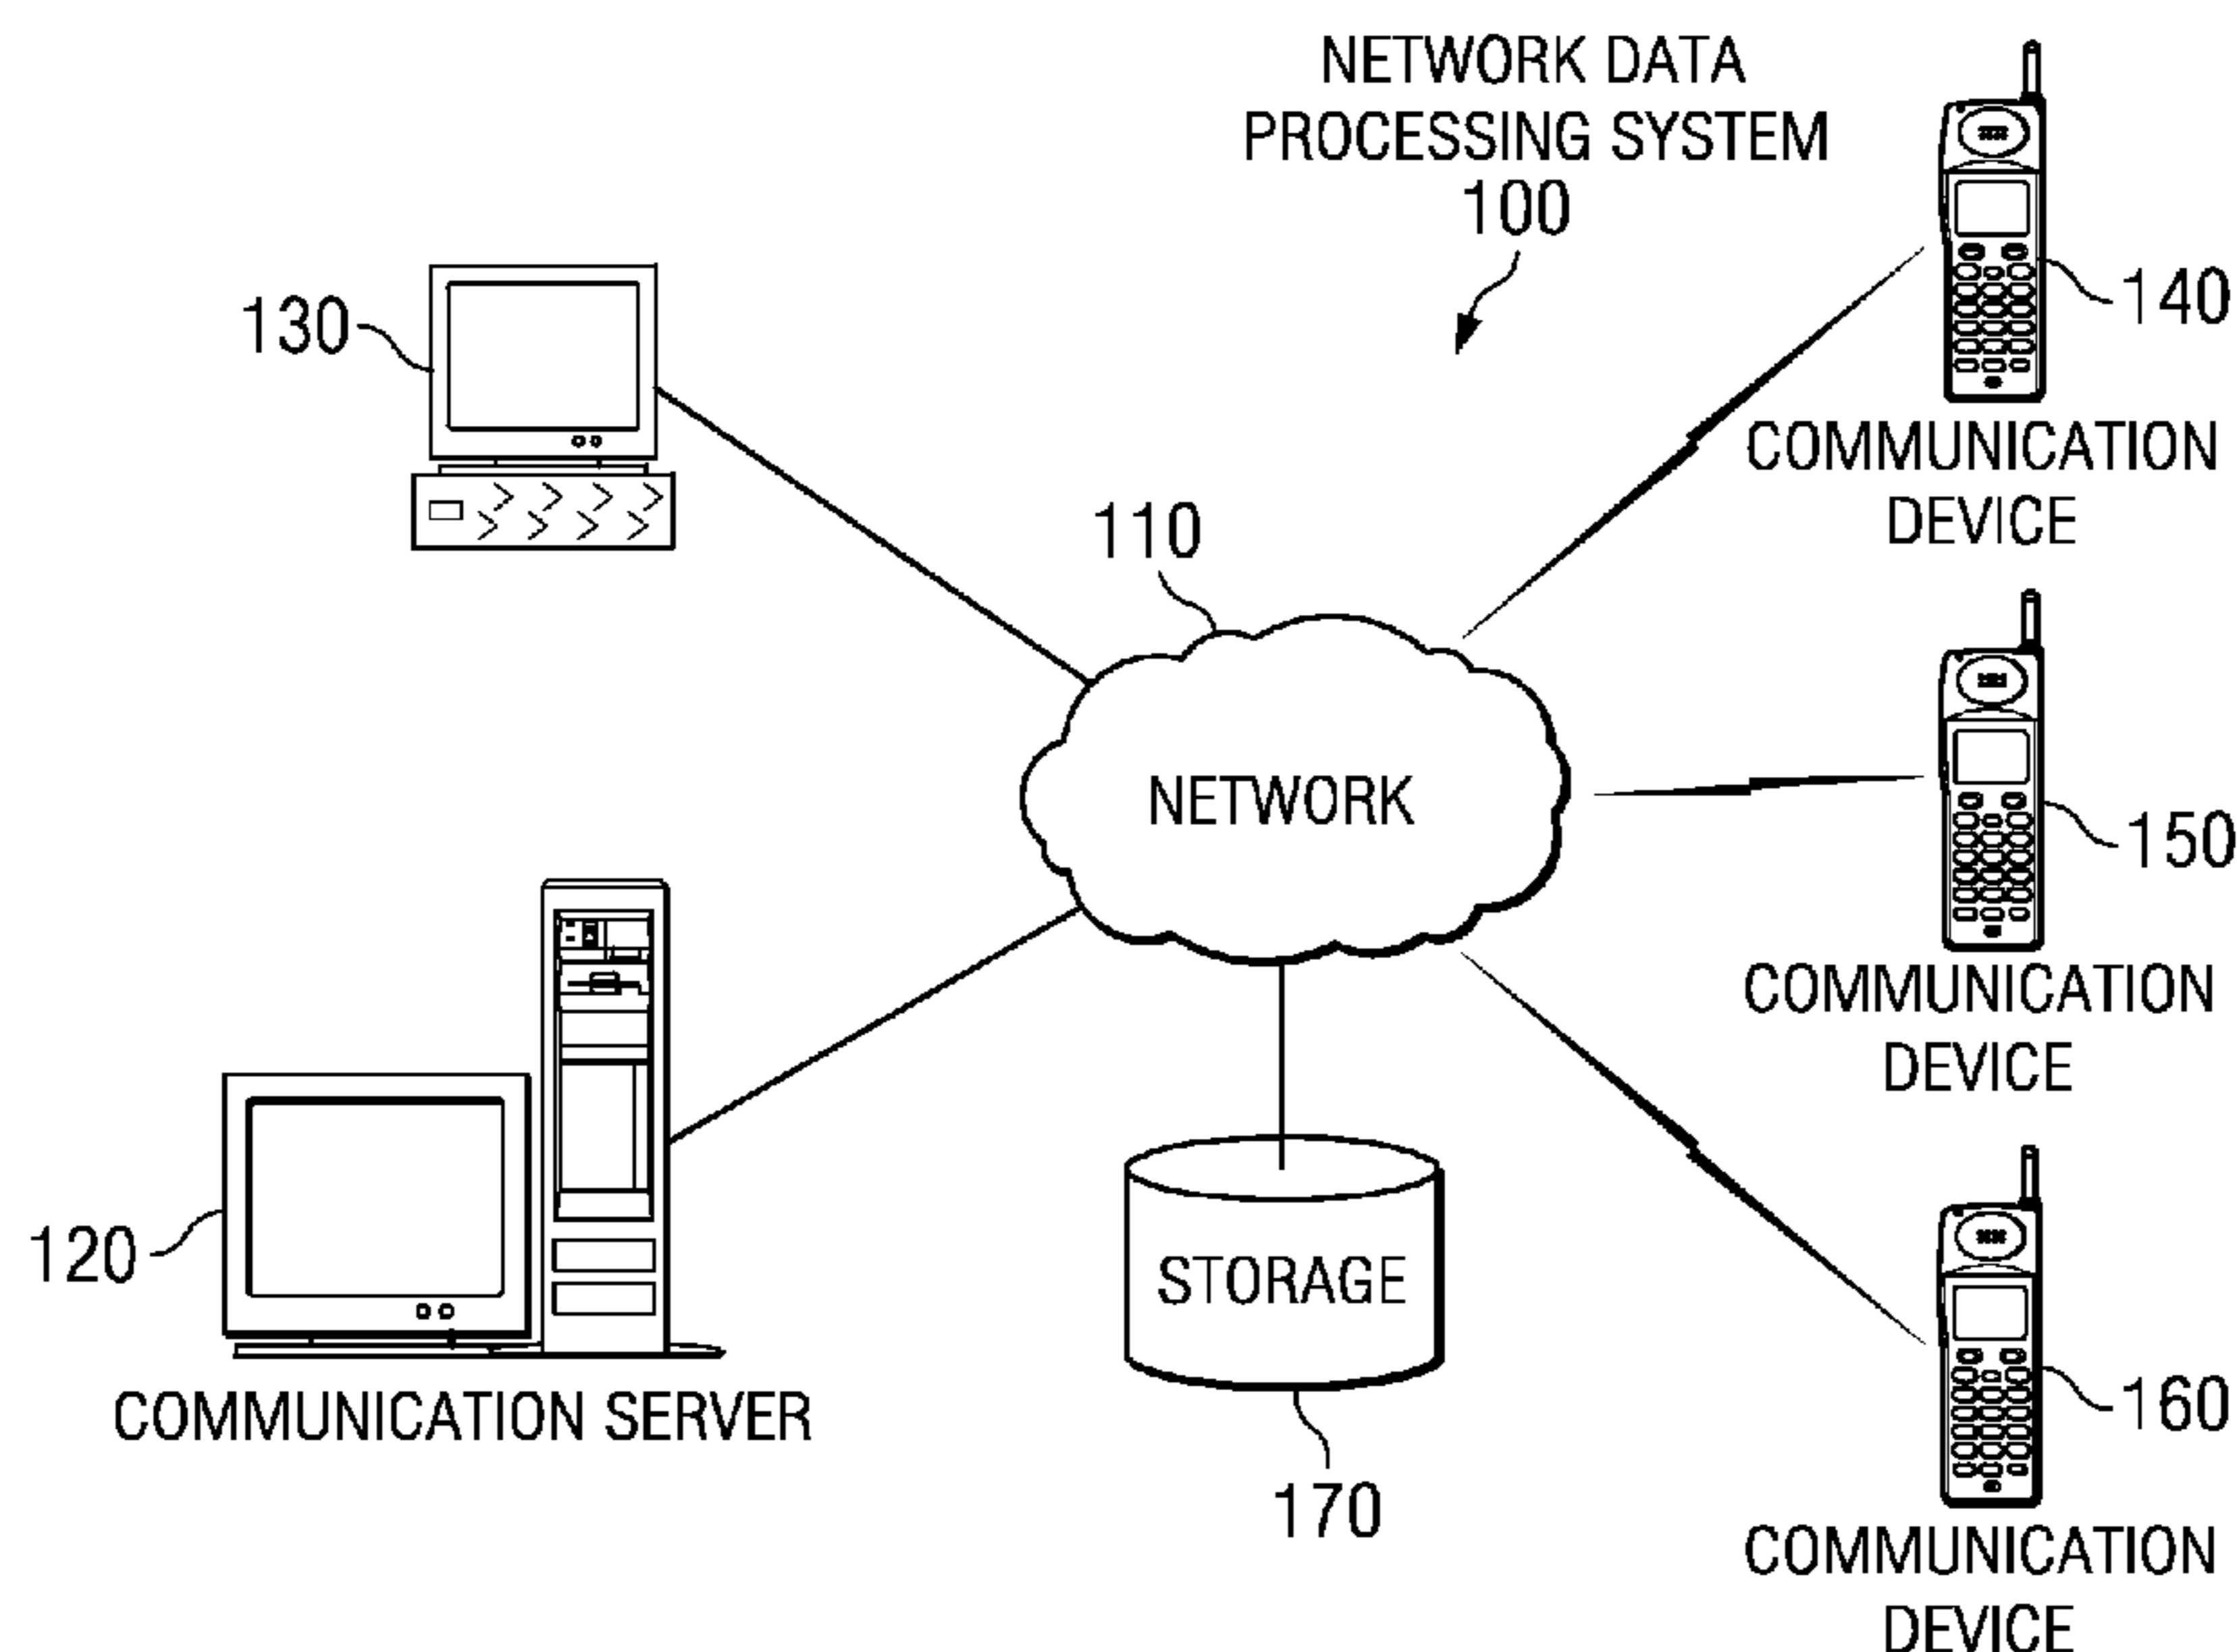 NETWORK DATA
PROCESSING SYSTEM
100
130
140
COMMUNICATION
DEVICE
110
NETWORK
150
COMMUNICATION
DEVICE
120
COMMUNICATION SERVER
STORAGE
170
160
COMMUNICATION
DEVICE